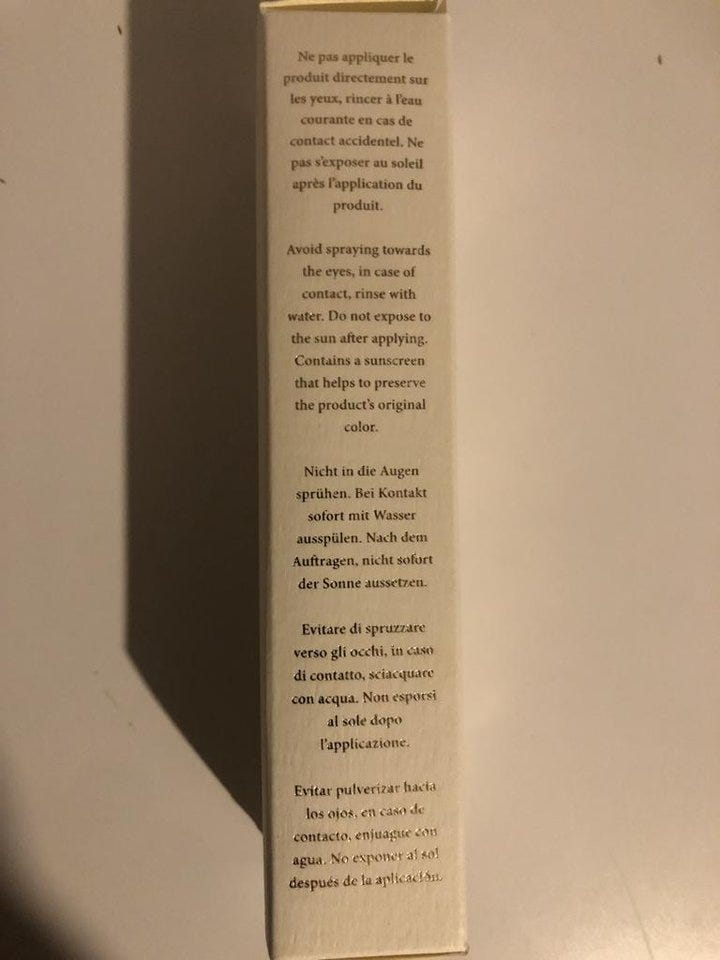 Ne pas appliquer le
produit directement sur
les yeux, rincer à l'eau
courante en cas de
contact accidentel. Ne
pas s'exposer au soleil
après l'application du
produit.
Avoid spraying towards
the eyes, in case of
contact, rinse with
water. Do not expose to
the sun after applying.
Contains a sunscreen
that helps to preserve
the product's original
color.
Nicht in die Augen
sprühen. Bei Kontakt
sofort mit Wasser
ausspülen. Nach dem
Auftragen, nicht sofort
der Sonne aussetzen.
Evitare di spruzzare
verso gli occhi, in caso
di contatto, sciacquare
con acqua. Non esporsi
al sole dopo
l'applicazione.
Evitar pulverizar hacia
los ojos, en caso de
contacto, enjuague con
agua. No exponer al sol
después de la aplicación.